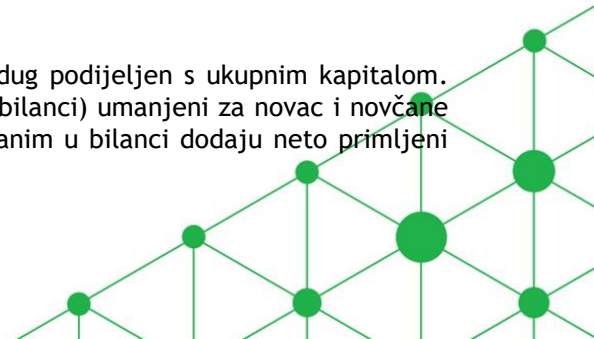 dug podijeljen s ukupnim kapitalom.
bilanci) umanjeni za novac i novčane
anim u bilanci dodaju neto primljeni